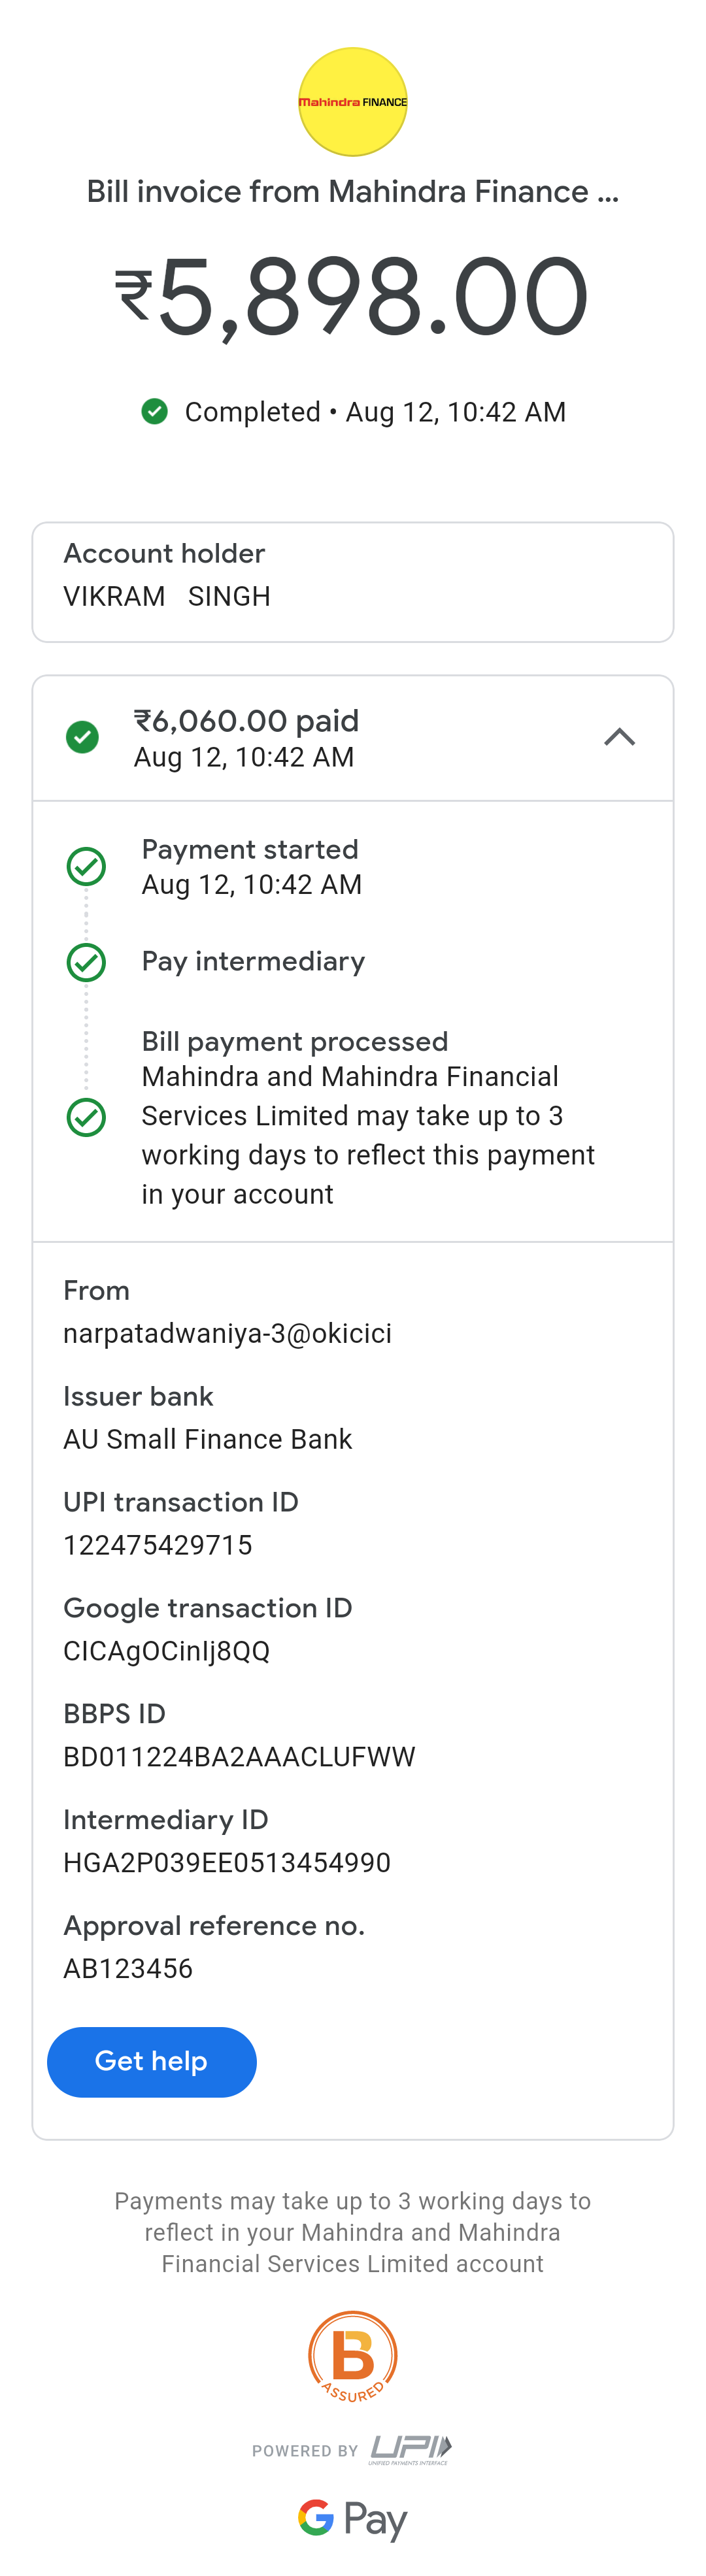 Mahindra FINANCE
Bill invoice from Mahindra Finance ...
₹5,898.00
Completed • Aug 12, 10:42 AM
Account holder
VIKRAM SINGH
₹6,060.00 paid
Aug 12, 10:42 AM
Payment started
Aug 12, 10:42 AM
Pay intermediary
Bill payment processed
Mahindra and Mahindra Financial
Services Limited may take up to 3
working days to reflect this payment
in your account
From
narpatadwaniya-3@okicici
Issuer bank
AU Small Finance Bank
UPI transaction ID
122475429715
Google transaction ID
CICAgOCinIj8QQ
BBPS ID
BD011224BA2AAACLUFWW
Intermediary ID
HGA2P039EE0513454990
Approval reference no.
AB123456
Get help
Payments may take up to 3 working days to
reflect in your Mahindra and Mahindra
Financial Services Limited account
B
ASSURED
POWERED BY UPI
UNIFIED PAYMENTS INTERFACE
G Pay